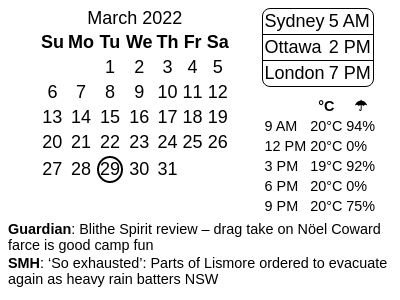 March 2022
Su Mo Tu We Th Fr Sa
1 2 3 4 5
6 7 8 9 10 11 12
13 14 15 16 17 18 19
20 21 22 23 24 25 26
27 28 29 30 31
Sydney 5 AM
Ottawa 2 PM
London 7 PM
°C ☂
9 AM 20°C 94%
12 PM 20°C 0%
3 PM 19°C 92%
6 PM 20°C 0%
9 PM 20°C 75%
Guardian: Blithe Spirit review – drag take on Nöel Coward
farce is good camp fun
SMH: ‘So exhausted’: Parts of Lismore ordered to evacuate
again as heavy rain batters NSW